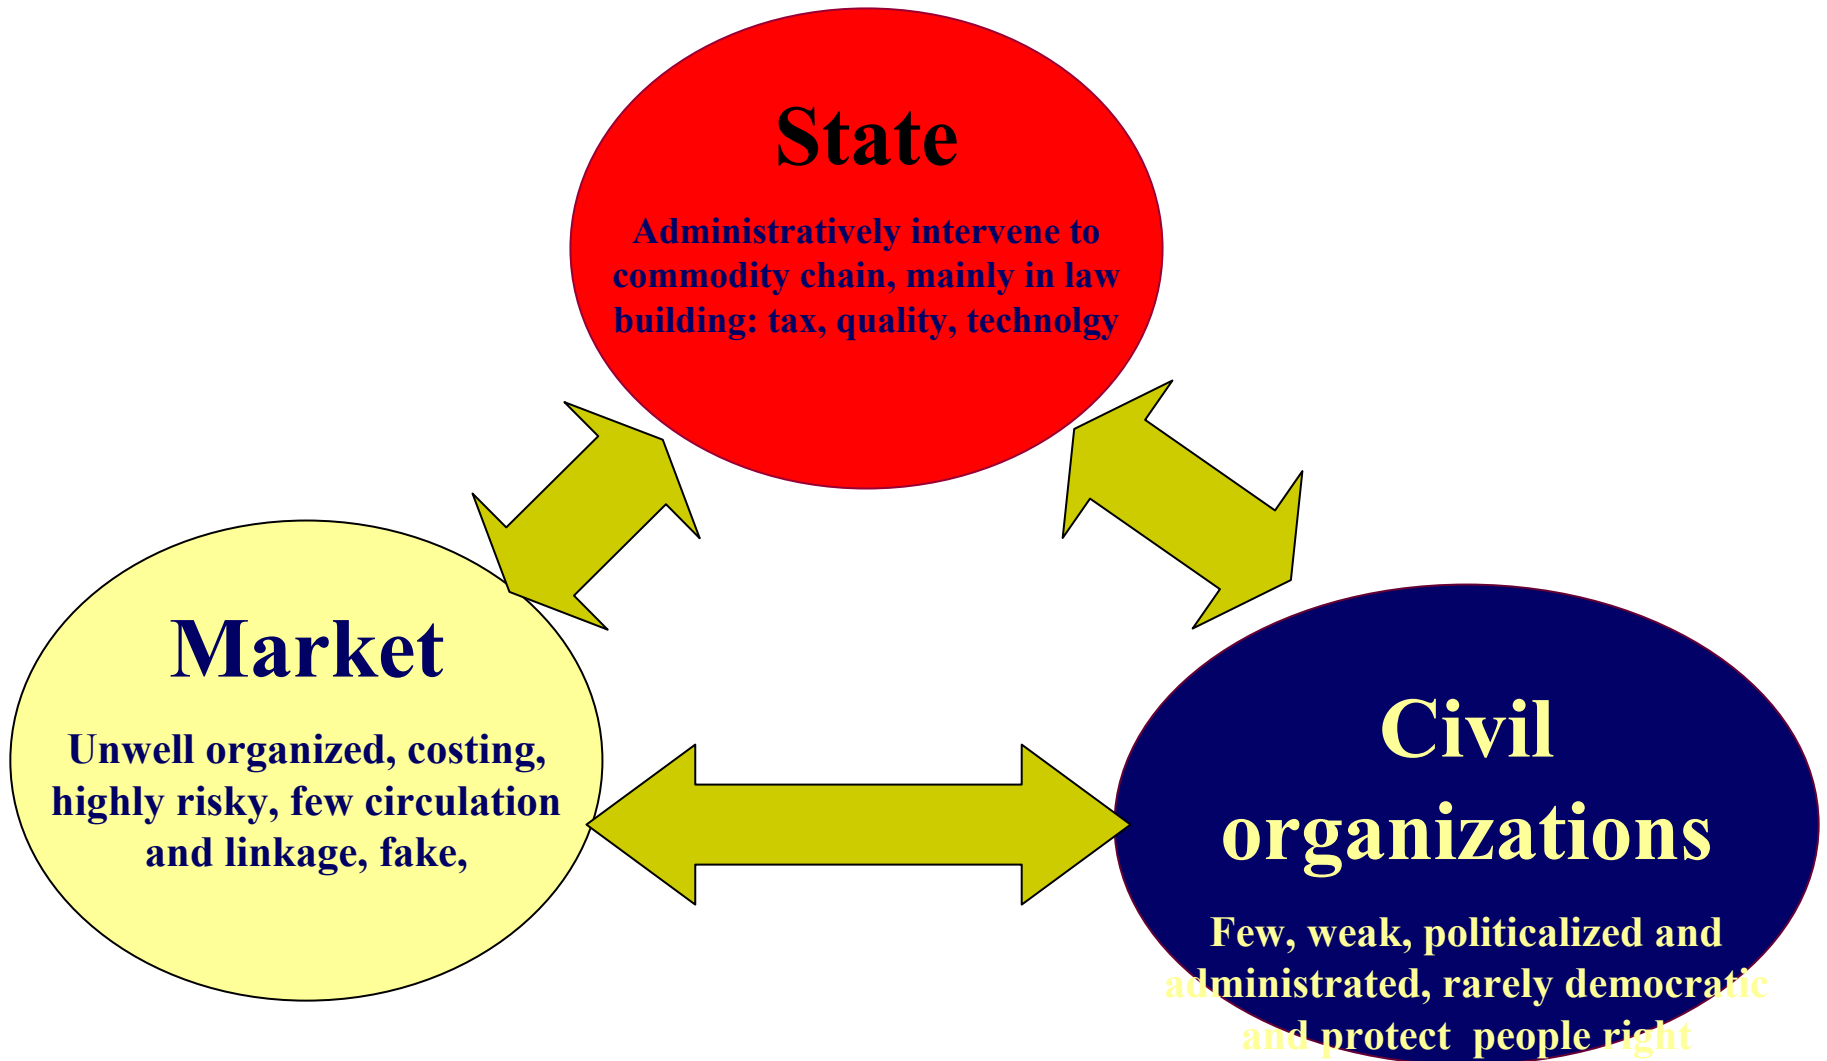 State
Administratively intervene to
commodity chain, mainly in law
building: tax, quality, technolgy
Market
Unwell organized, costing,
highly risky, few circulation
and linkage, fake,
Civil
organizations
Few, weak, politicalized and
administrated, rarely democratic
and protect  people right